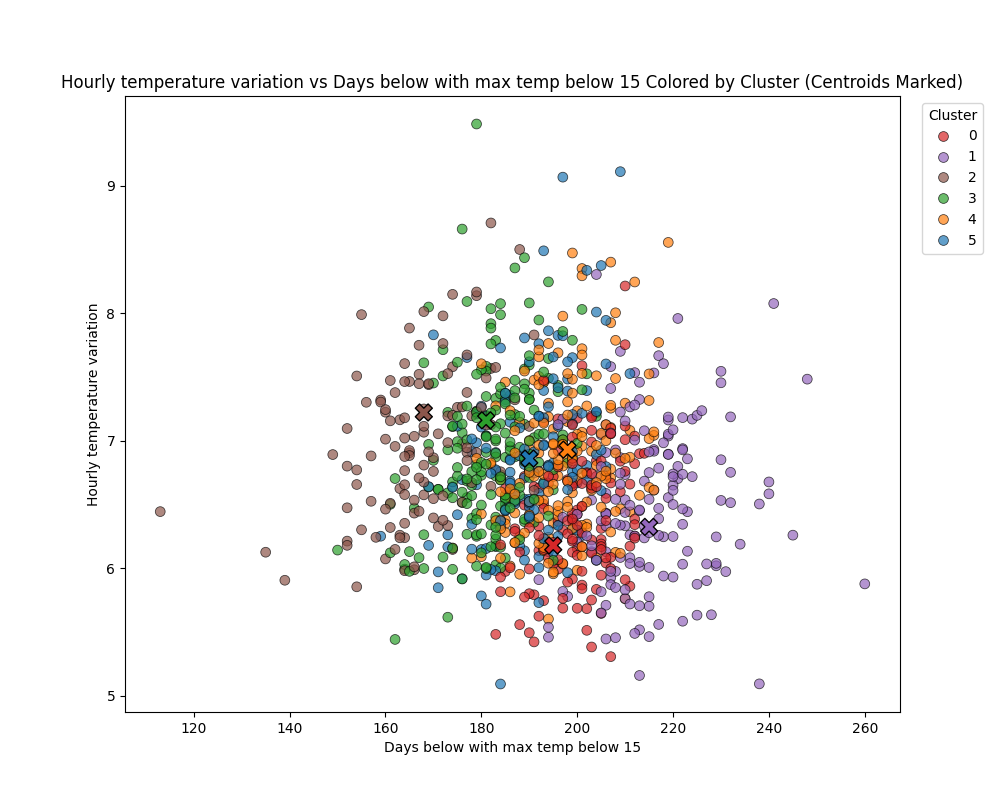 Hourly temperature variation vs Days below with max temp below 15 Colored by Cluster (Centroids Marked)
Cluster
0
1
2
3
4
5
Hourly temperature variation
9
8
7
6
5
120 140 160 180 200 220 240 260
Days below with max temp below 15